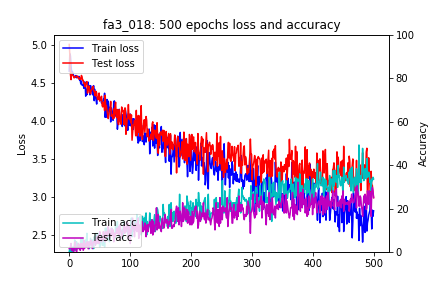 fa3_018: 500 epochs loss and accuracy
Train loss
Test loss
Train acc
Test acc
Loss
Accuracy
5.0
4.5
4.0
3.5
3.0
2.5
100
80
60
40
20
0
0
100
200
300
400
500